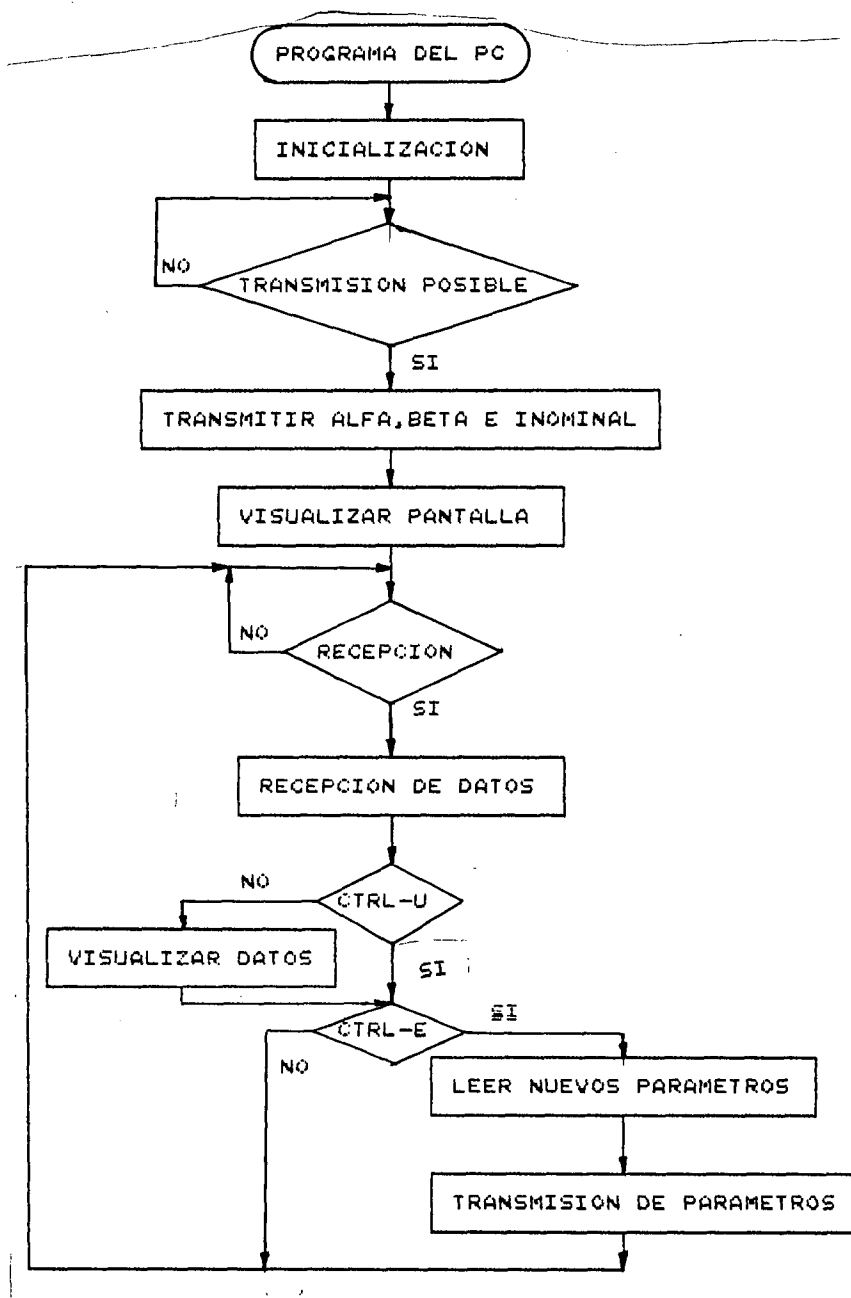 PROGRAMA DEL PC
INICIALIZACION
NO
TRANSMISION POSIBLE
SI
TRANSMITIR ALFA,BETA E INOMINAL
VISUALIZAR PANTALLA
NO
RECEPCION
SI
RECEPCION DE DATOS
NO
CTRL-U
VISUALIZAR DATOS
SI
CTRL-E
SI
NO
LEER NUEVOS PARAMETROS
TRANSMISION DE PARAMETROS